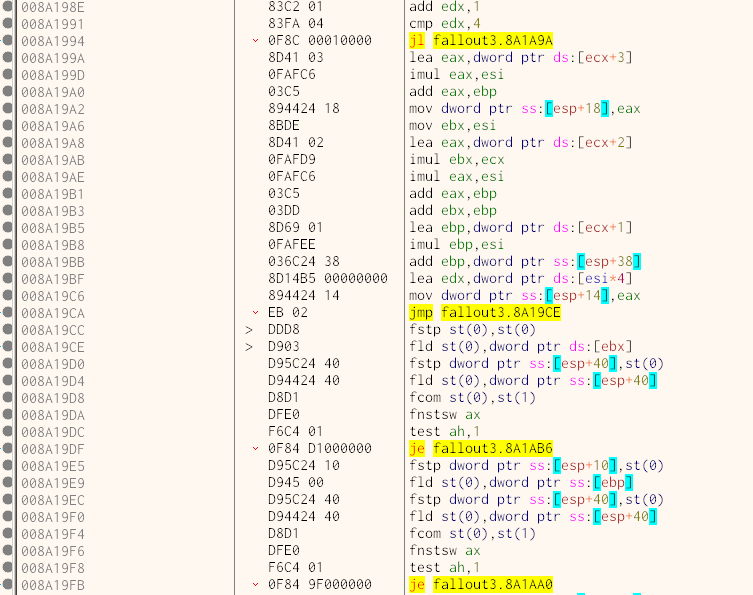 008A198E 83C2 01 add edx,1
008A1991 83FA 04 cmp edx,4
008A1994 0F8C 00010000 jl fallout3.8A1A9A
008A199A 8D41 03 lea eax,dword ptr ds:[ecx+3]
008A199D 0FAFC6 imul eax,esi
008A19A0 03C5 add eax,ebp
008A19A2 894424 18 mov dword ptr ss:[esp+18],eax
008A19A6 8BDE mov ebx,esi
008A19A8 8D41 02 lea eax,dword ptr ds:[ecx+2]
008A19AB 0FAFD9 imul ebx,ecx
008A19AE 0FAFC6 imul eax,esi
008A19B1 03C5 add eax,ebp
008A19B3 03DD add ebx,ebp
008A19B5 8D69 01 lea ebp,dword ptr ds:[ecx+1]
008A19B8 0FAFEE imul ebp,esi
008A19BB 036C24 38 add ebp,dword ptr ss:[esp+38]
008A19BF 8D14B5 00000000 lea edx,dword ptr ds:[esi*4]
008A19C6 894424 14 mov dword ptr ss:[esp+14],eax
008A19CA EB 02 jmp fallout3.8A19CE
008A19CC > DDD8 fstp st(0),st(0)
008A19CE > D903 fld st(0),dword ptr ds:[ebx]
008A19D0 D95C24 40 fstp dword ptr ss:[esp+40],st(0)
008A19D4 D94424 40 fld st(0),dword ptr ss:[esp+40]
008A19D8 D8D1 fcom st(0),st(1)
008A19DA DFE0 fnstsw ax
008A19DC F6C4 01 test ah,1
008A19DF 0F84 D1000000 je fallout3.8A1AB6
008A19E5 D95C24 10 fstp dword ptr ss:[esp+10],st(0)
008A19E9 D945 00 fld st(0),dword ptr ss:[ebp]
008A19EC D95C24 40 fstp dword ptr ss:[esp+40],st(0)
008A19F0 D94424 40 fld st(0),dword ptr ss:[esp+40]
008A19F4 D8D1 fcom st(0),st(1)
008A19F6 DFE0 fnstsw ax
008A19F8 F6C4 01 test ah,1
008A19FB 0F84 9F000000 je fallout3.8A1AA0